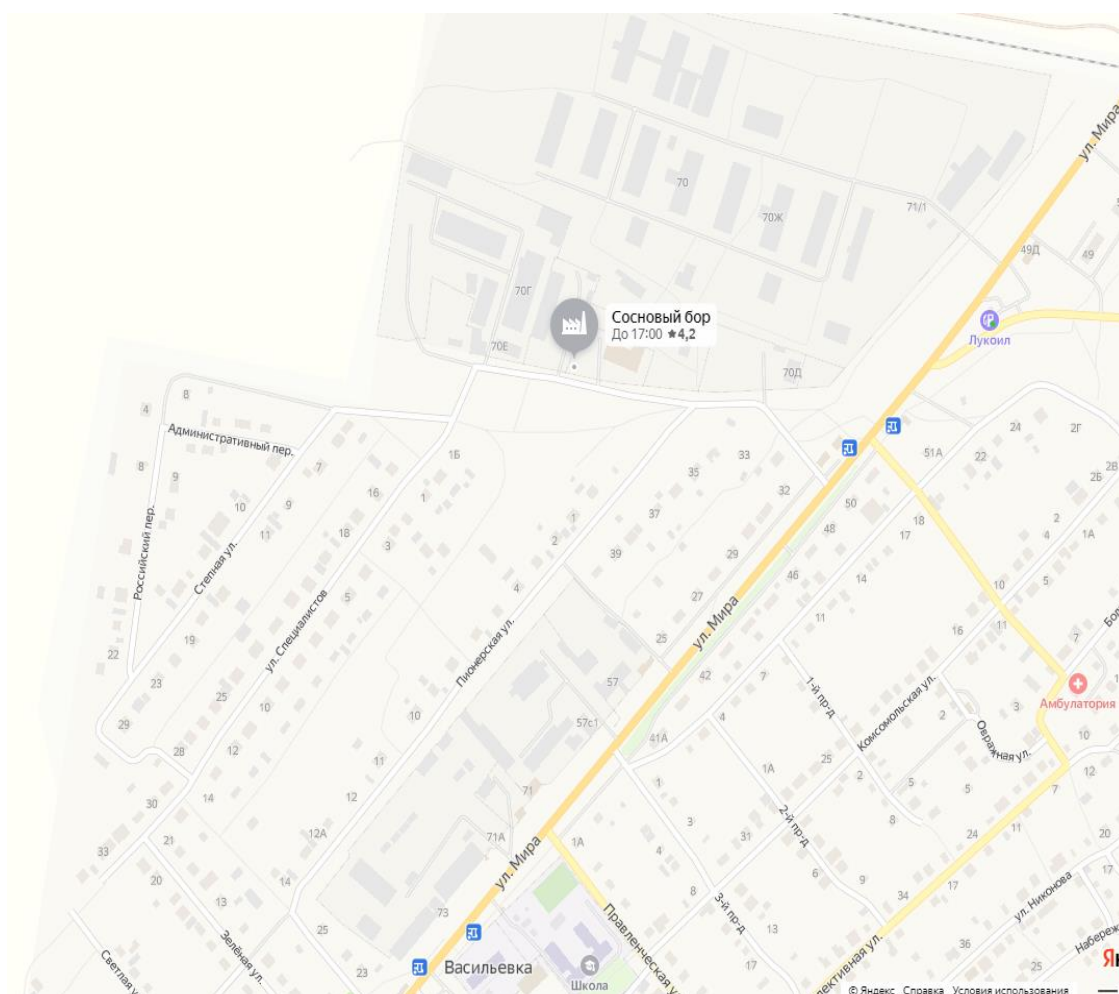 ул. Мира
70
70Ж
71/1
49Д
49
70Г
Сосновый бор
До 17:00 ★4,2
Лукоил
70Е
70Д
8
4
Административный пер.
24
2Г
51А
22
1Б
7
33
35
32
50
2Б
2В
8
9
16
1
10
9
37
48
18
17
2
4
1А
11
18
3
1
2
39
29
46
14
5
10
Российский пер.
Степная ул.
ул. Специалистов
5
4
27
11
16
11
7
19
Пионерская ул.
25
ул. Мира
22
23
25
57
42
7
1-й пр-д
Комсомольская ул.
Амбулатория
3
2
29
10
10
57с1
4
41А
Овражная ул.
10
28
12
11
1А
25
2
5
5
7
12
30
14
12
71
1
3
2-й пр-д
8
24
11
33
21
12А
71А
ул. Мира
1А
4
31
20
20
13
14
6
9
34
17
ул. Никонова
17
25
73
Правленческая ул.
8
3-й пр-д
13
36
Зелёная ул.
23
Васильевка
Школа
17
25
© Яндекс Справка Условия использования